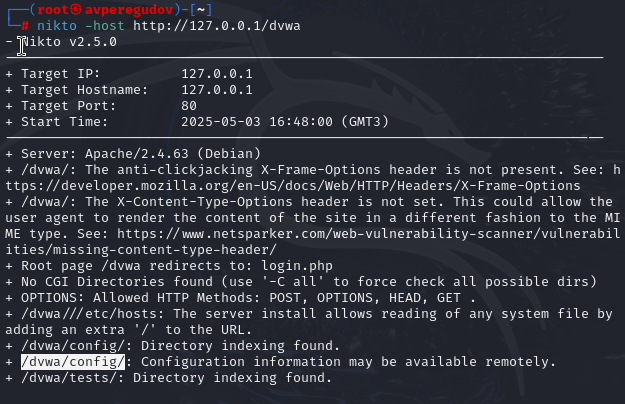 ┌──(root㉿avperegudov)-[~]
└─# nikto -host http://127.0.0.1/dvwa
- Nikto v2.5.0
+ Target IP:          127.0.0.1
+ Target Hostname:    127.0.0.1
+ Target Port:        80
+ Start Time:         2025-05-03 16:48:00 (GMT3)
+ Server: Apache/2.4.63 (Debian)
+ /dvwa/: The anti-clickjacking X-Frame-Options header is not present. See: h
ttps://developer.mozilla.org/en-US/docs/Web/HTTP/Headers/X-Frame-Options
+ /dvwa/: The X-Content-Type-Options header is not set. This could allow the
user agent to render the content of the site in a different fashion to the MI
ME type. See: https://www.netsparker.com/web-vulnerability-scanner/vulnerabil
ities/missing-content-type-header/
+ Root page /dvwa redirects to: login.php
+ No CGI Directories found (use '-C all' to force check all possible dirs)
+ OPTIONS: Allowed HTTP Methods: POST, OPTIONS, HEAD, GET .
+ /dvwa///etc/hosts: The server install allows reading of any system file by
adding an extra '/' to the URL.
+ /dvwa/config/: Directory indexing found.
+ /dvwa/config/: Configuration information may be available remotely.
+ /dvwa/tests/: Directory indexing found.